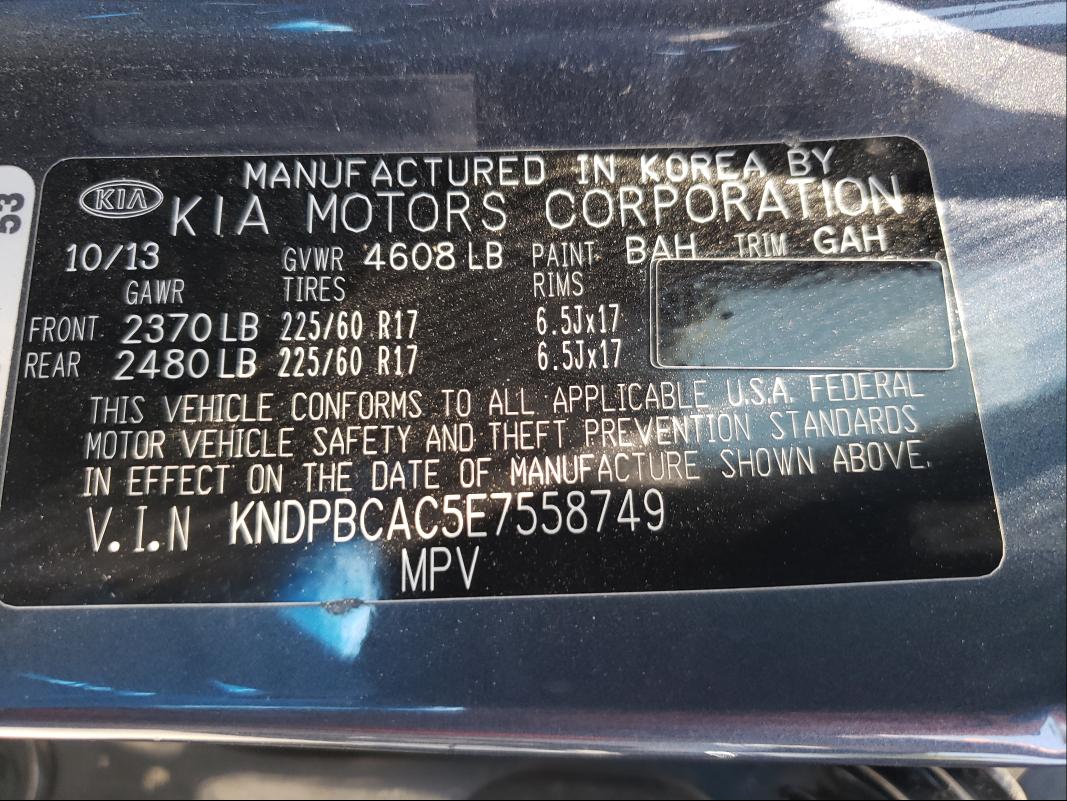 MANUFACTURED IN KOREA BY
KIA KIA MOTORS CORPORATION
10/13 GVWR 4608 LB PAINT BAH TRIM GAH
GAWR TIRES RIMS
FRONT 2370 LB 225/60 R17 6.5Jx17
REAR 2480 LB 225/60 R17 6.5Jx17
THIS VEHICLE CONFORMS TO ALL APPLICABLE U.S.A. FEDERAL
MOTOR VEHICLE SAFETY AND THEFT PREVENTION STANDARDS
IN EFFECT ON THE DATE OF MANUFACTURE SHOWN ABOVE.
V.I.N KNDPBCAC5E7558749
MPV
53